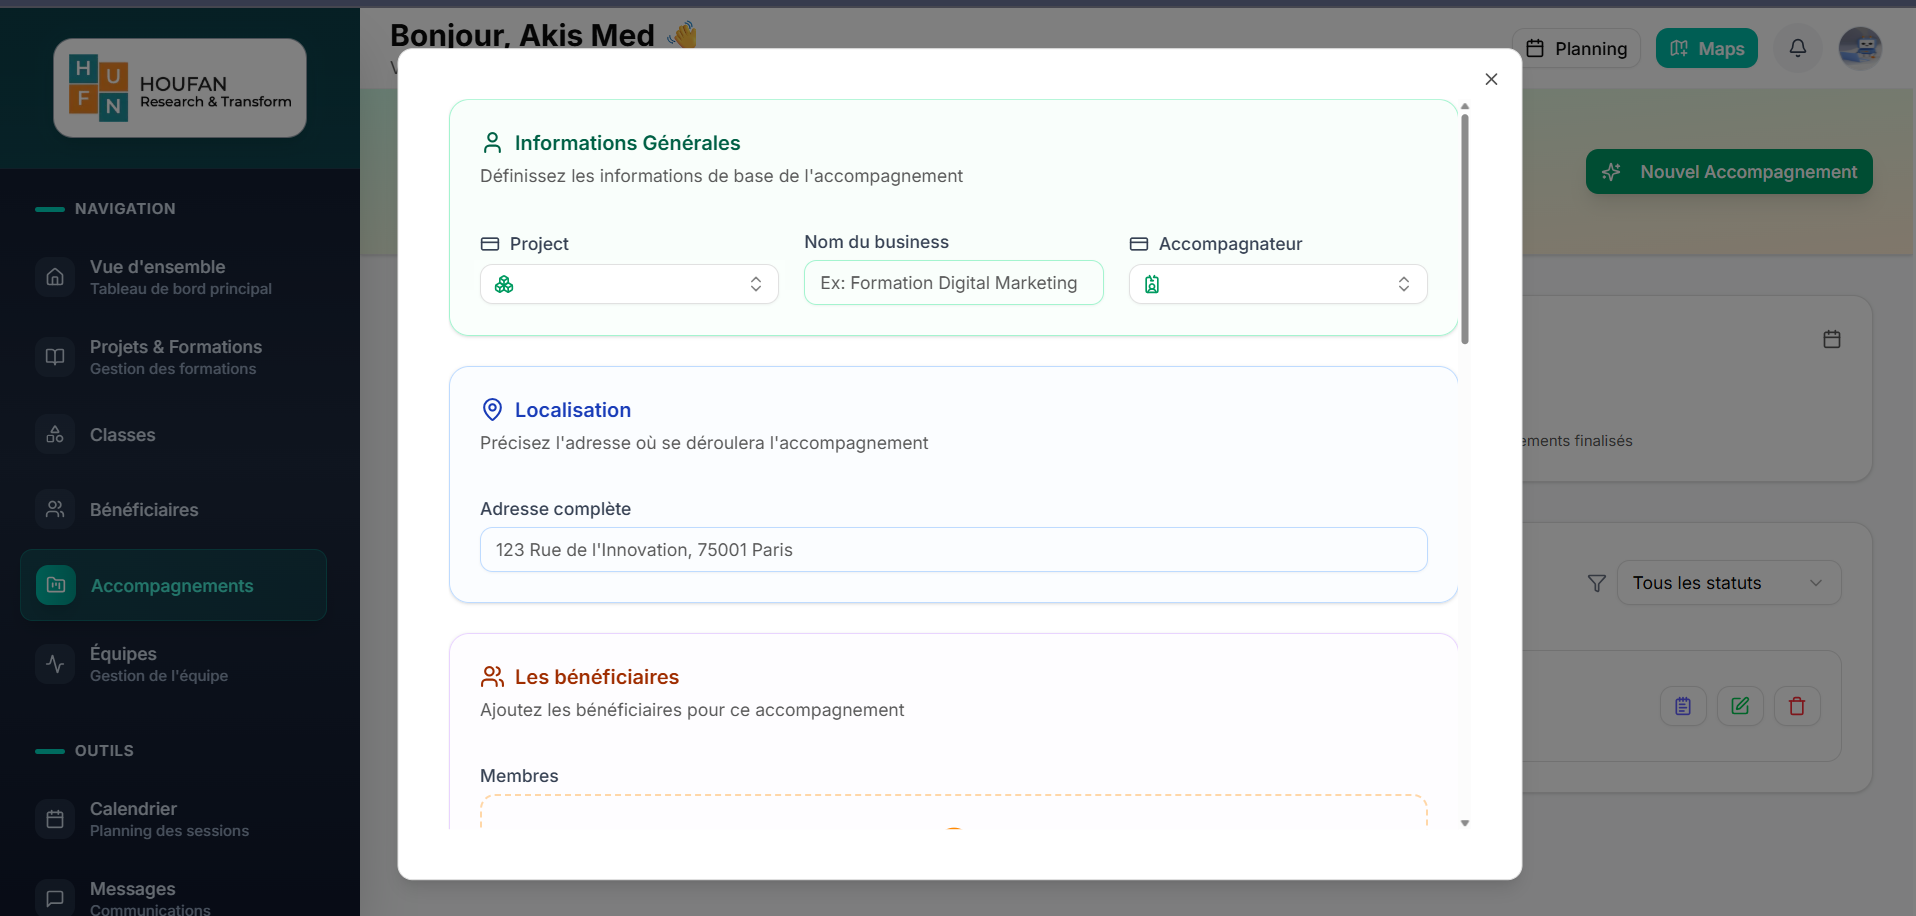 HUFN
HOUFAN
Research & Transform
NAVIGATION
Vue d'ensemble
Tableau de bord principal
Projets & Formations
Gestion des formations
Classes
Bénéficiaires
Accompagnements
Équipes
Gestion de l'équipe
OUTILS
Calendrier
Planning des sessions
Messages
Communications
Bonjour, Akis Med 👋
Planning
Maps
Nouvel Accompagnement
ements finalisés
Tous les statuts
Informations Générales
Définissez les informations de base de l'accompagnement
Project
Nom du business
Accompagnateur
Ex: Formation Digital Marketing
Localisation
Précisez l'adresse où se déroulera l'accompagnement
Adresse complète
123 Rue de l'Innovation, 75001 Paris
Les bénéficiaires
Ajoutez les bénéficiaires pour ce accompagnement
Membres